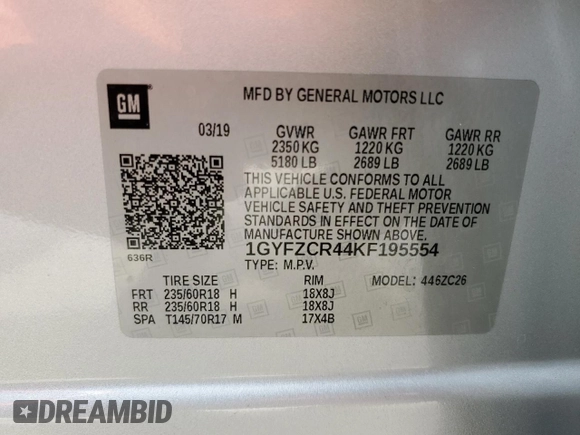 GM
MFD BY GENERAL MOTORS LLC
03/19 GVWR GAWR FRT GAWR RR
2350 KG 1220 KG 1220 KG
5180 LB 2689 LB 2689 LB
THIS VEHICLE CONFORMS TO ALL
APPLICABLE U.S. FEDERAL MOTOR
VEHICLE SAFETY AND THEFT PREVENTION
STANDARDS IN EFFECT ON THE DATE OF
MANUFACTURE SHOWN ABOVE.
636R
1GYFZCR44KF195554
TYPE: M.P.V. MODEL: 446ZC26
TIRE SIZE RIM
FRT 235/60R18 H 18X8J
RR 235/60R18 H 18X8J
SPA T145/70R17 M 17X4B
DREAMBID